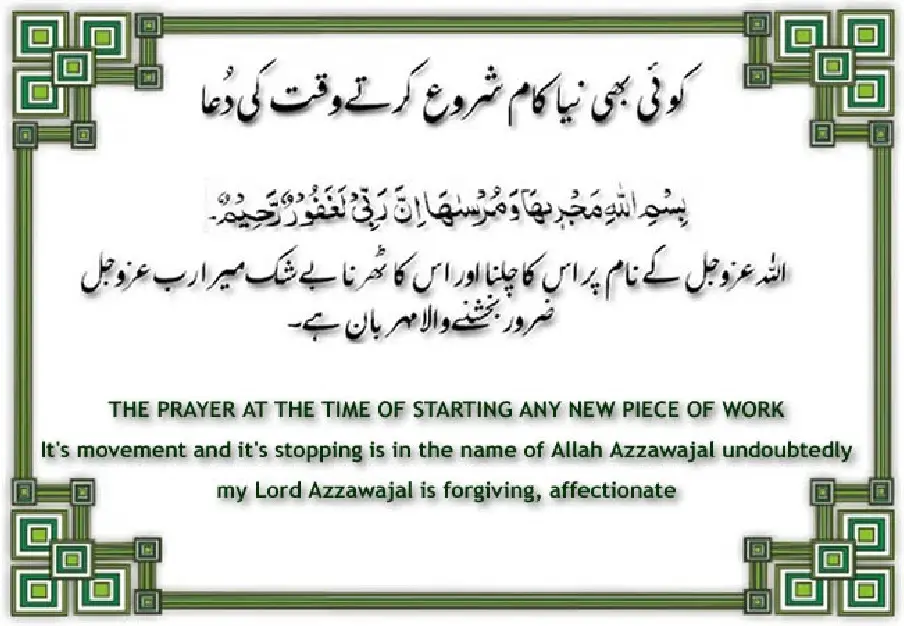 کوئی بھی نیا کام شروع کرتے وقت کی دُعا
بِسْمِ اللّٰہِ مَجْرٖىھَا وَمُرْسٰىھَا اِنَّ رَبِّیْ لَغَفُوْرٌ رَّحِیْمٌ۔
اللہ عزوجل کے نام پر اس کا چلنا اور اس کا ٹھرنا بے شک میرا رب عزوجل
ضرور بخشنے والا مہربان ہے۔
THE PRAYER AT THE TIME OF STARTING ANY NEW PIECE OF WORK
It's movement and it's stopping is in the name of Allah Azzawajal undoubtedly
my Lord Azzawajal is forgiving, affectionate